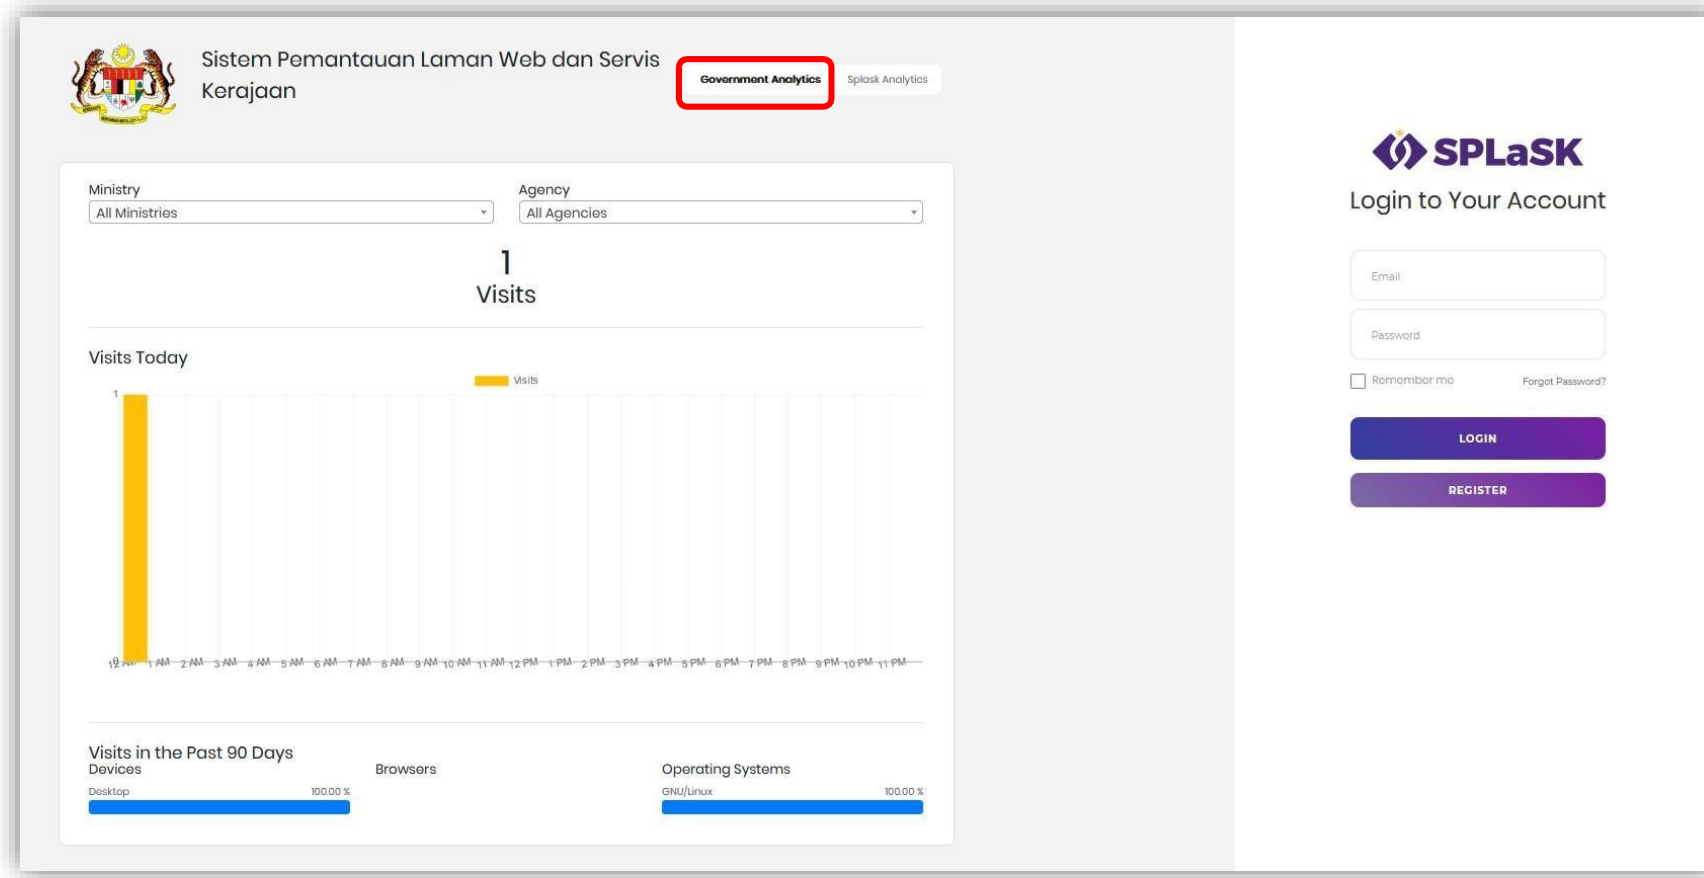 Sistem Pemantauan Laman Web dan Servis
Kerajaan
Government Analytics
Splask Analytics
SPLaSK
Login to Your Account
Ministry
Agency
All Ministries
All Agencies
1
Visits
Email
Password
Remember me
Forgot Password?
LOGIN
REGISTER
Visits Today
Visits
1
0
12 AM 1 AM 2 AM 3 AM 4 AM 5 AM 6 AM 7 AM 8 AM 9 AM 10 AM 11 AM 12 PM 1 PM 2 PM 3 PM 4 PM 5 PM 6 PM 7 PM 8 PM 9 PM 10 PM 11 PM
Visits in the Past 90 Days
Devices
Browsers
Operating Systems
Desktop 100.00 %
GNU/Linux 100.00 %